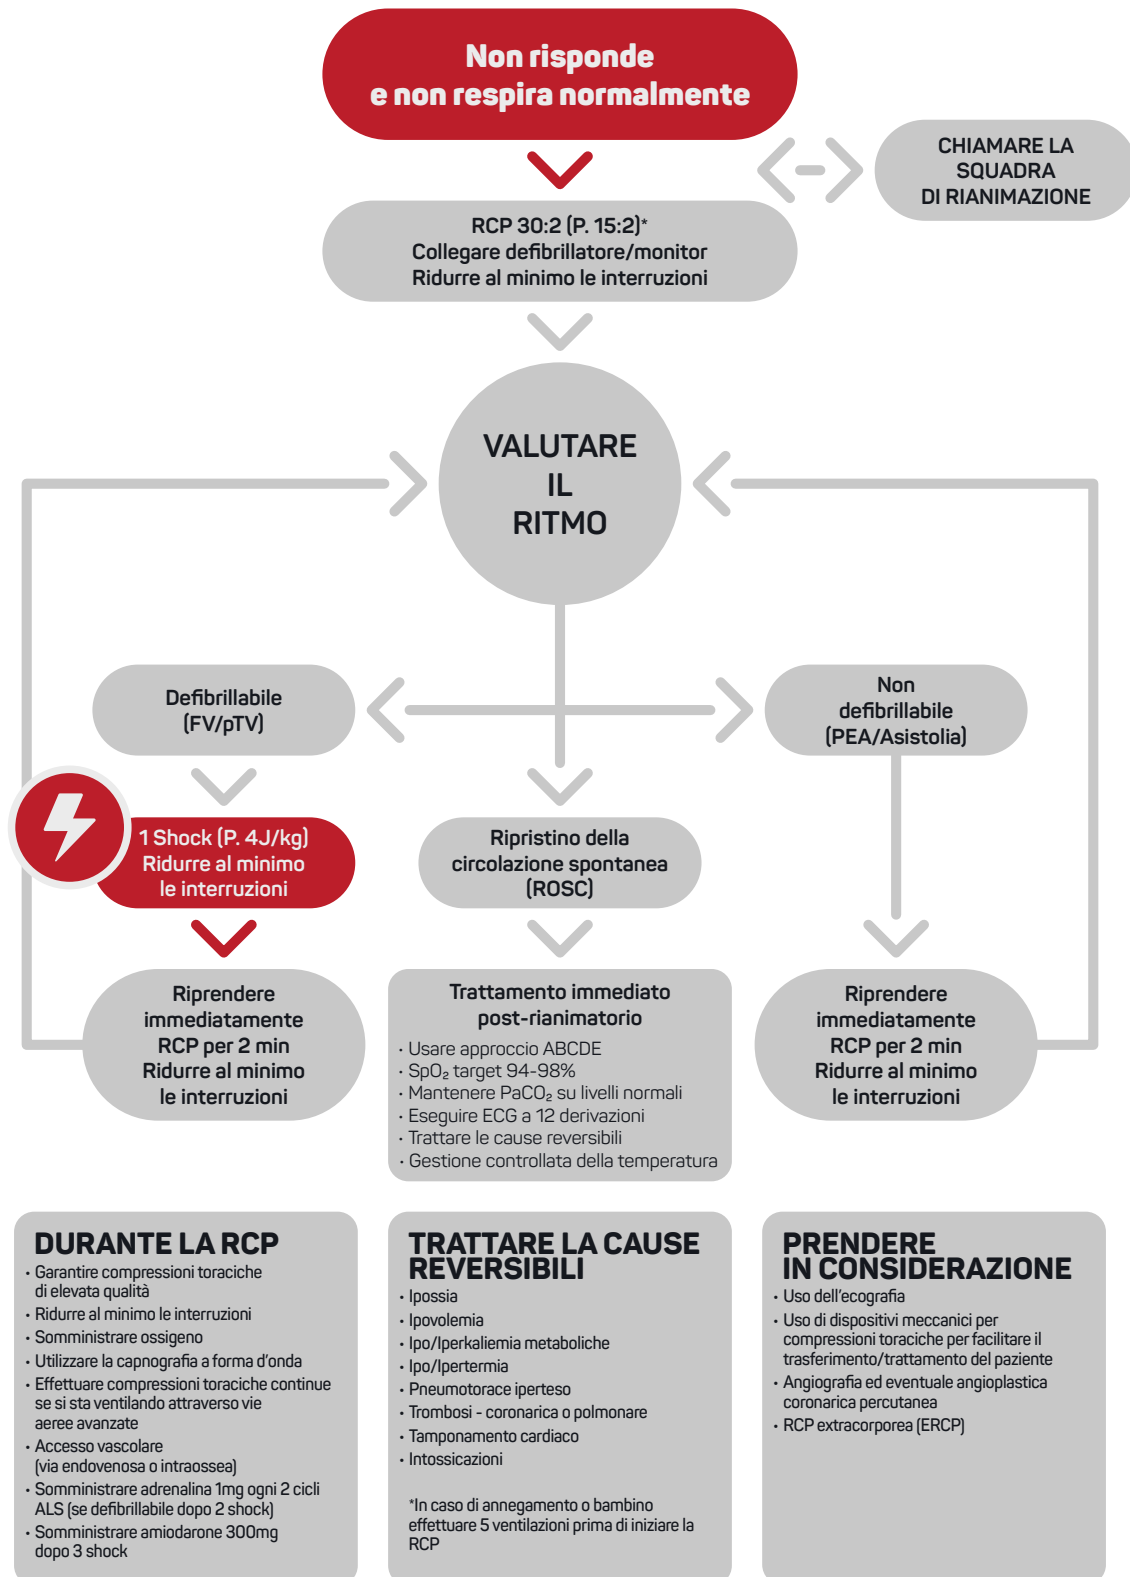 Non risponde
e non respira normalmente
CHIAMARE LA
SQUADRA
DI RIANIMAZIONE
RCP 30:2 (P. 15:2)*
Collegare defibrillatore/monitor
Ridurre al minimo le interruzioni
VALUTARE
IL
RITMO
Defibrillabile
(FV/pTV)
Non
defibrillabile
(PEA/Asistolia)
1 Shock (P. 4J/kg)
Ridurre al minimo
le interruzioni
Ripristino della
circolazione spontanea
(ROSC)
Riprendere
immediatamente
RCP per 2 min
Ridurre al minimo
le interruzioni
Trattamento immediato
post-rianimatorio
· Usare approccio ABCDE
· SpO₂ target 94-98%
· Mantenere PaCO₂ su livelli normali
· Eseguire ECG a 12 derivazioni
· Trattare le cause reversibili
· Gestione controllata della temperatura
Riprendere
immediatamente
RCP per 2 min
Ridurre al minimo
le interruzioni
DURANTE LA RCP
· Garantire compressioni toraciche
di elevata qualità
· Ridurre al minimo le interruzioni
· Somministrare ossigeno
· Utilizzare la capnografia a forma d'onda
· Effettuare compressioni toraciche continue
se si sta ventilando attraverso vie
aeree avanzate
· Accesso vascolare
(via endovenosa o intraossea)
· Somministrare adrenalina 1mg ogni 2 cicli
ALS (se defibrillabile dopo 2 shock)
· Somministrare amiodarone 300mg
dopo 3 shock
TRATTARE LA CAUSE
REVERSIBILI
· Ipossia
· Ipovolemia
· Ipo/Iperkaliemia metaboliche
· Ipo/Ipertermia
· Pneumotorace iperteso
· Trombosi - coronarica o polmonare
· Tamponamento cardiaco
· Intossicazioni
*In caso di annegamento o bambino
effettuare 5 ventilazioni prima di iniziare la
RCP
PRENDERE
IN CONSIDERAZIONE
· Uso dell'ecografia
· Uso di dispositivi meccanici per
compressioni toraciche per facilitare il
trasferimento/trattamento del paziente
· Angiografia ed eventuale angioplastica
coronarica percutanea
· RCP extracorporea (ERCP)